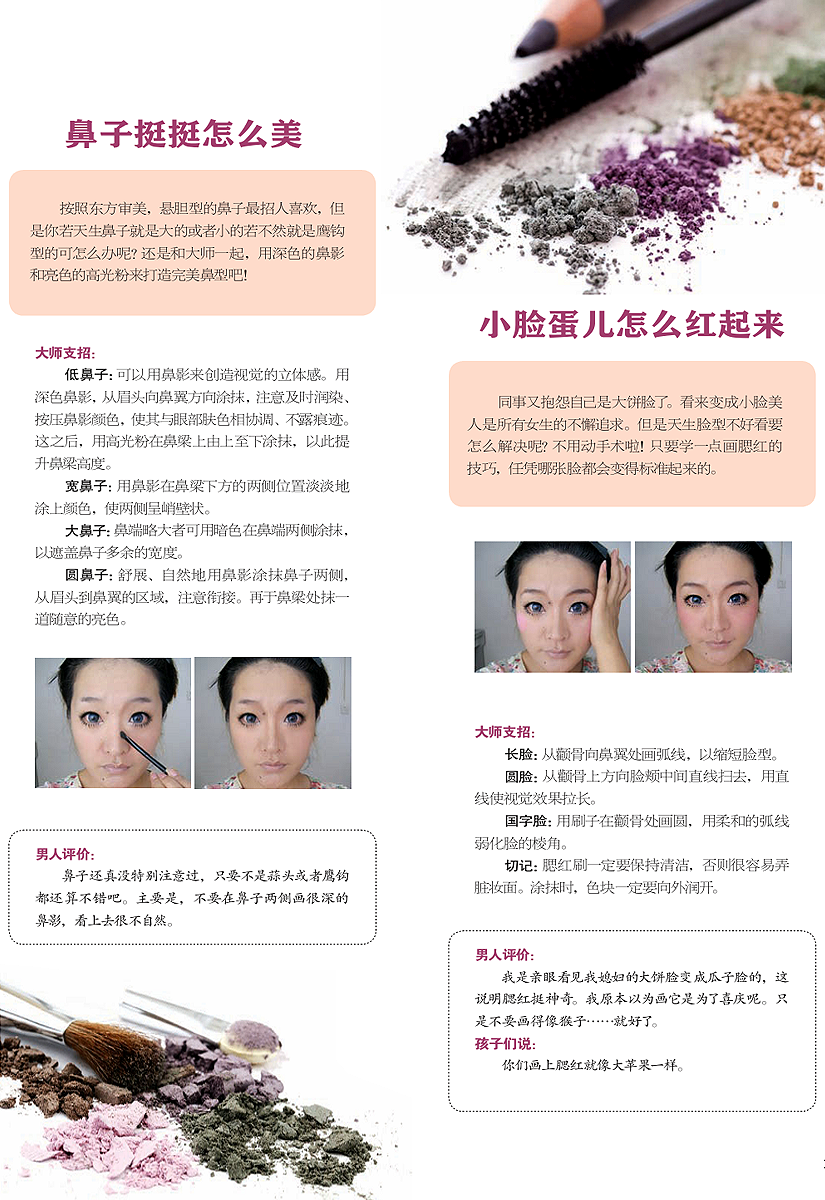 鼻子挺挺怎么美
按照东方审美，悬胆型的鼻子最招人喜欢，但
是你若天生鼻子就是大的或者小的若不然就是鹰钩
型的可怎么办呢？还是和大师一起，用深色的鼻影
和亮色的高光粉来打造完美鼻型吧！
大师支招：
低鼻子：可以用鼻影来创造视觉的立体感。用
深色鼻影，从眉头向鼻翼方向涂抹，注意及时润染、
按压鼻影颜色，使其与眼部肤色相协调、不露痕迹。
这之后，用高光粉在鼻梁上由上至下涂抹，以此提
升鼻梁高度。
宽鼻子：用鼻影在鼻梁下方的两侧位置淡淡地
涂上颜色，使两侧呈峭壁状。
大鼻子：鼻端略大者可用暗色在鼻端两侧涂抹，
以遮盖鼻子多余的宽度。
圆鼻子：舒展、自然地用鼻影涂抹鼻子两侧，
从眉头到鼻翼的区域，注意衔接。再于鼻梁处抹一
道随意的亮色。
男人评价：
鼻子还真没特别注意过，只要不是蒜头或者鹰钩
都还算不错吧。主要是，不要在鼻子两侧画很深的
鼻影，看上去很不自然。
小脸蛋儿怎么红起来
同事又抱怨自己是大饼脸了。看来变成小脸美
人是所有女生的不懈追求。但是天生脸型不好看要
怎么解决呢？不用动手术啦！只要学一点画腮红的
技巧，任凭哪张脸都会变得标准起来的。
大师支招：
长脸：从颧骨向鼻翼处画弧线，以缩短脸型。
圆脸：从颧骨上方向脸颊中间直线扫去，用直
线使视觉效果拉长。
国字脸：用刷子在颧骨处画圆，用柔和的弧线
弱化脸的棱角。
切记：腮红刷一定要保持清洁，否则很容易弄
脏妆面。涂抹时，色块一定要向外润开。
男人评价：
我是亲眼看见我媳妇的大饼脸变成瓜子脸的，这
说明腮红挺神奇。我原本以为画它是为了喜庆呢。只
是不要画得像猴子……就好了。
孩子们说：
你们画上腮红就像大苹果一样。